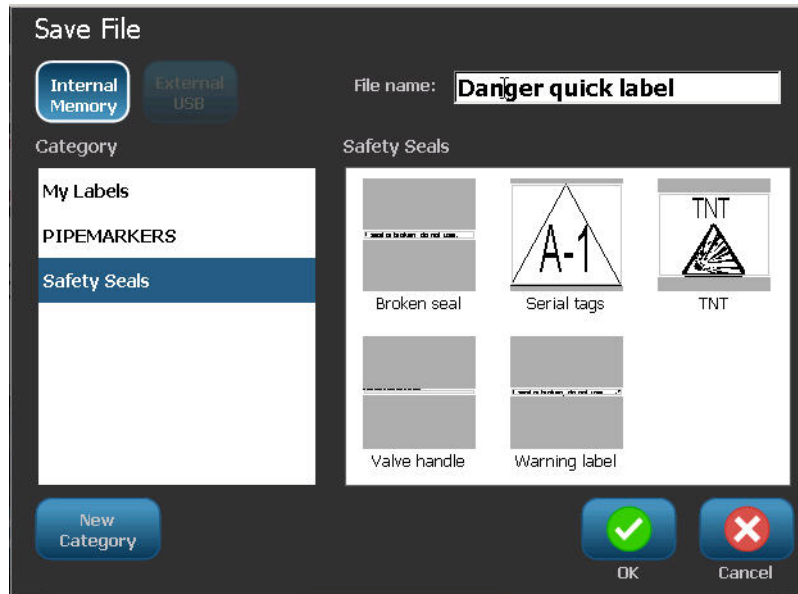 Save File
Internal
Memory
External
USB
File name:
Danger quick label
Category
Safety Seals
My Labels
PIPEMARKERS
Safety Seals
A-1
TNT
Broken seal
Serial tags
TNT
Valve handle
Warning label
New
Category
OK
Cancel